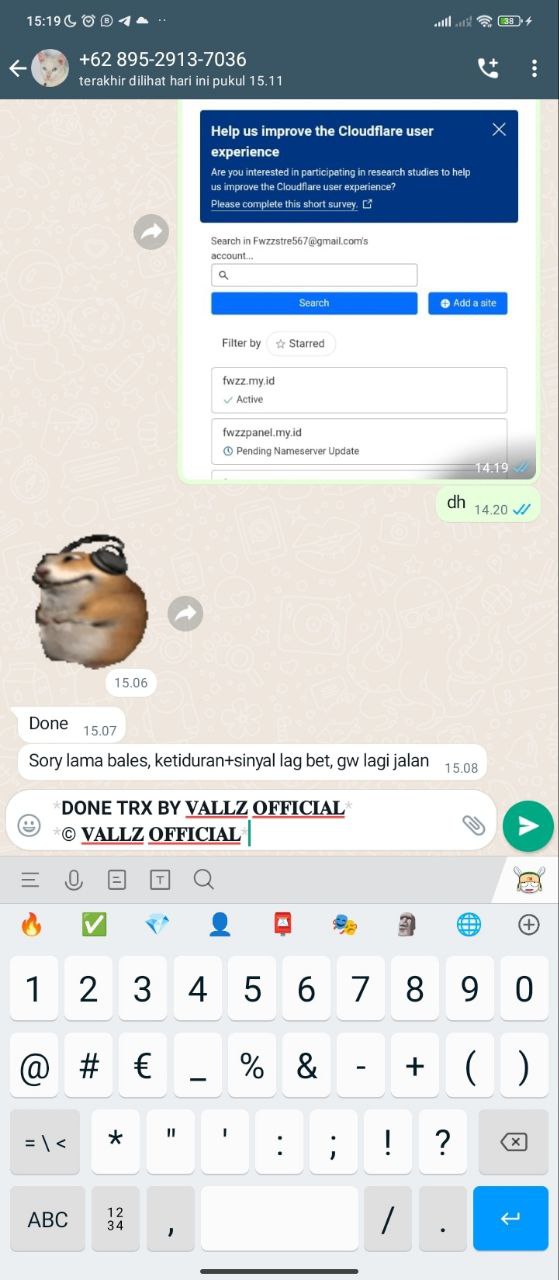 15:19
38
+62 895-2913-7036
terakhir dilihat hari ini pukul 15.11
Help us improve the Cloudflare user
experience
Are you interested in participating in research studies to help
us improve the Cloudflare user experience?
Please complete this short survey.
Search in Fwzzstre567@gmail.com's
account...
Search
Add a site
Filter by
Starred
fwzz.my.id
Active
fwzzpanel.my.id
Pending Nameserver Update
14.19
dh 14.20
15.06
Done 15.07
Sory lama bales, ketiduran+sinyal lag bet, gw lagi jalan 15.08
*DONE TRX BY VALLZ OFFICIAL*
*© VALLZ OFFICIAL*
T
1 2 3 4 5 6 7 8 9 0
@ # € _ % & - + ( )
= \ < * " ' : ; ! ?
ABC 12 34 , / .